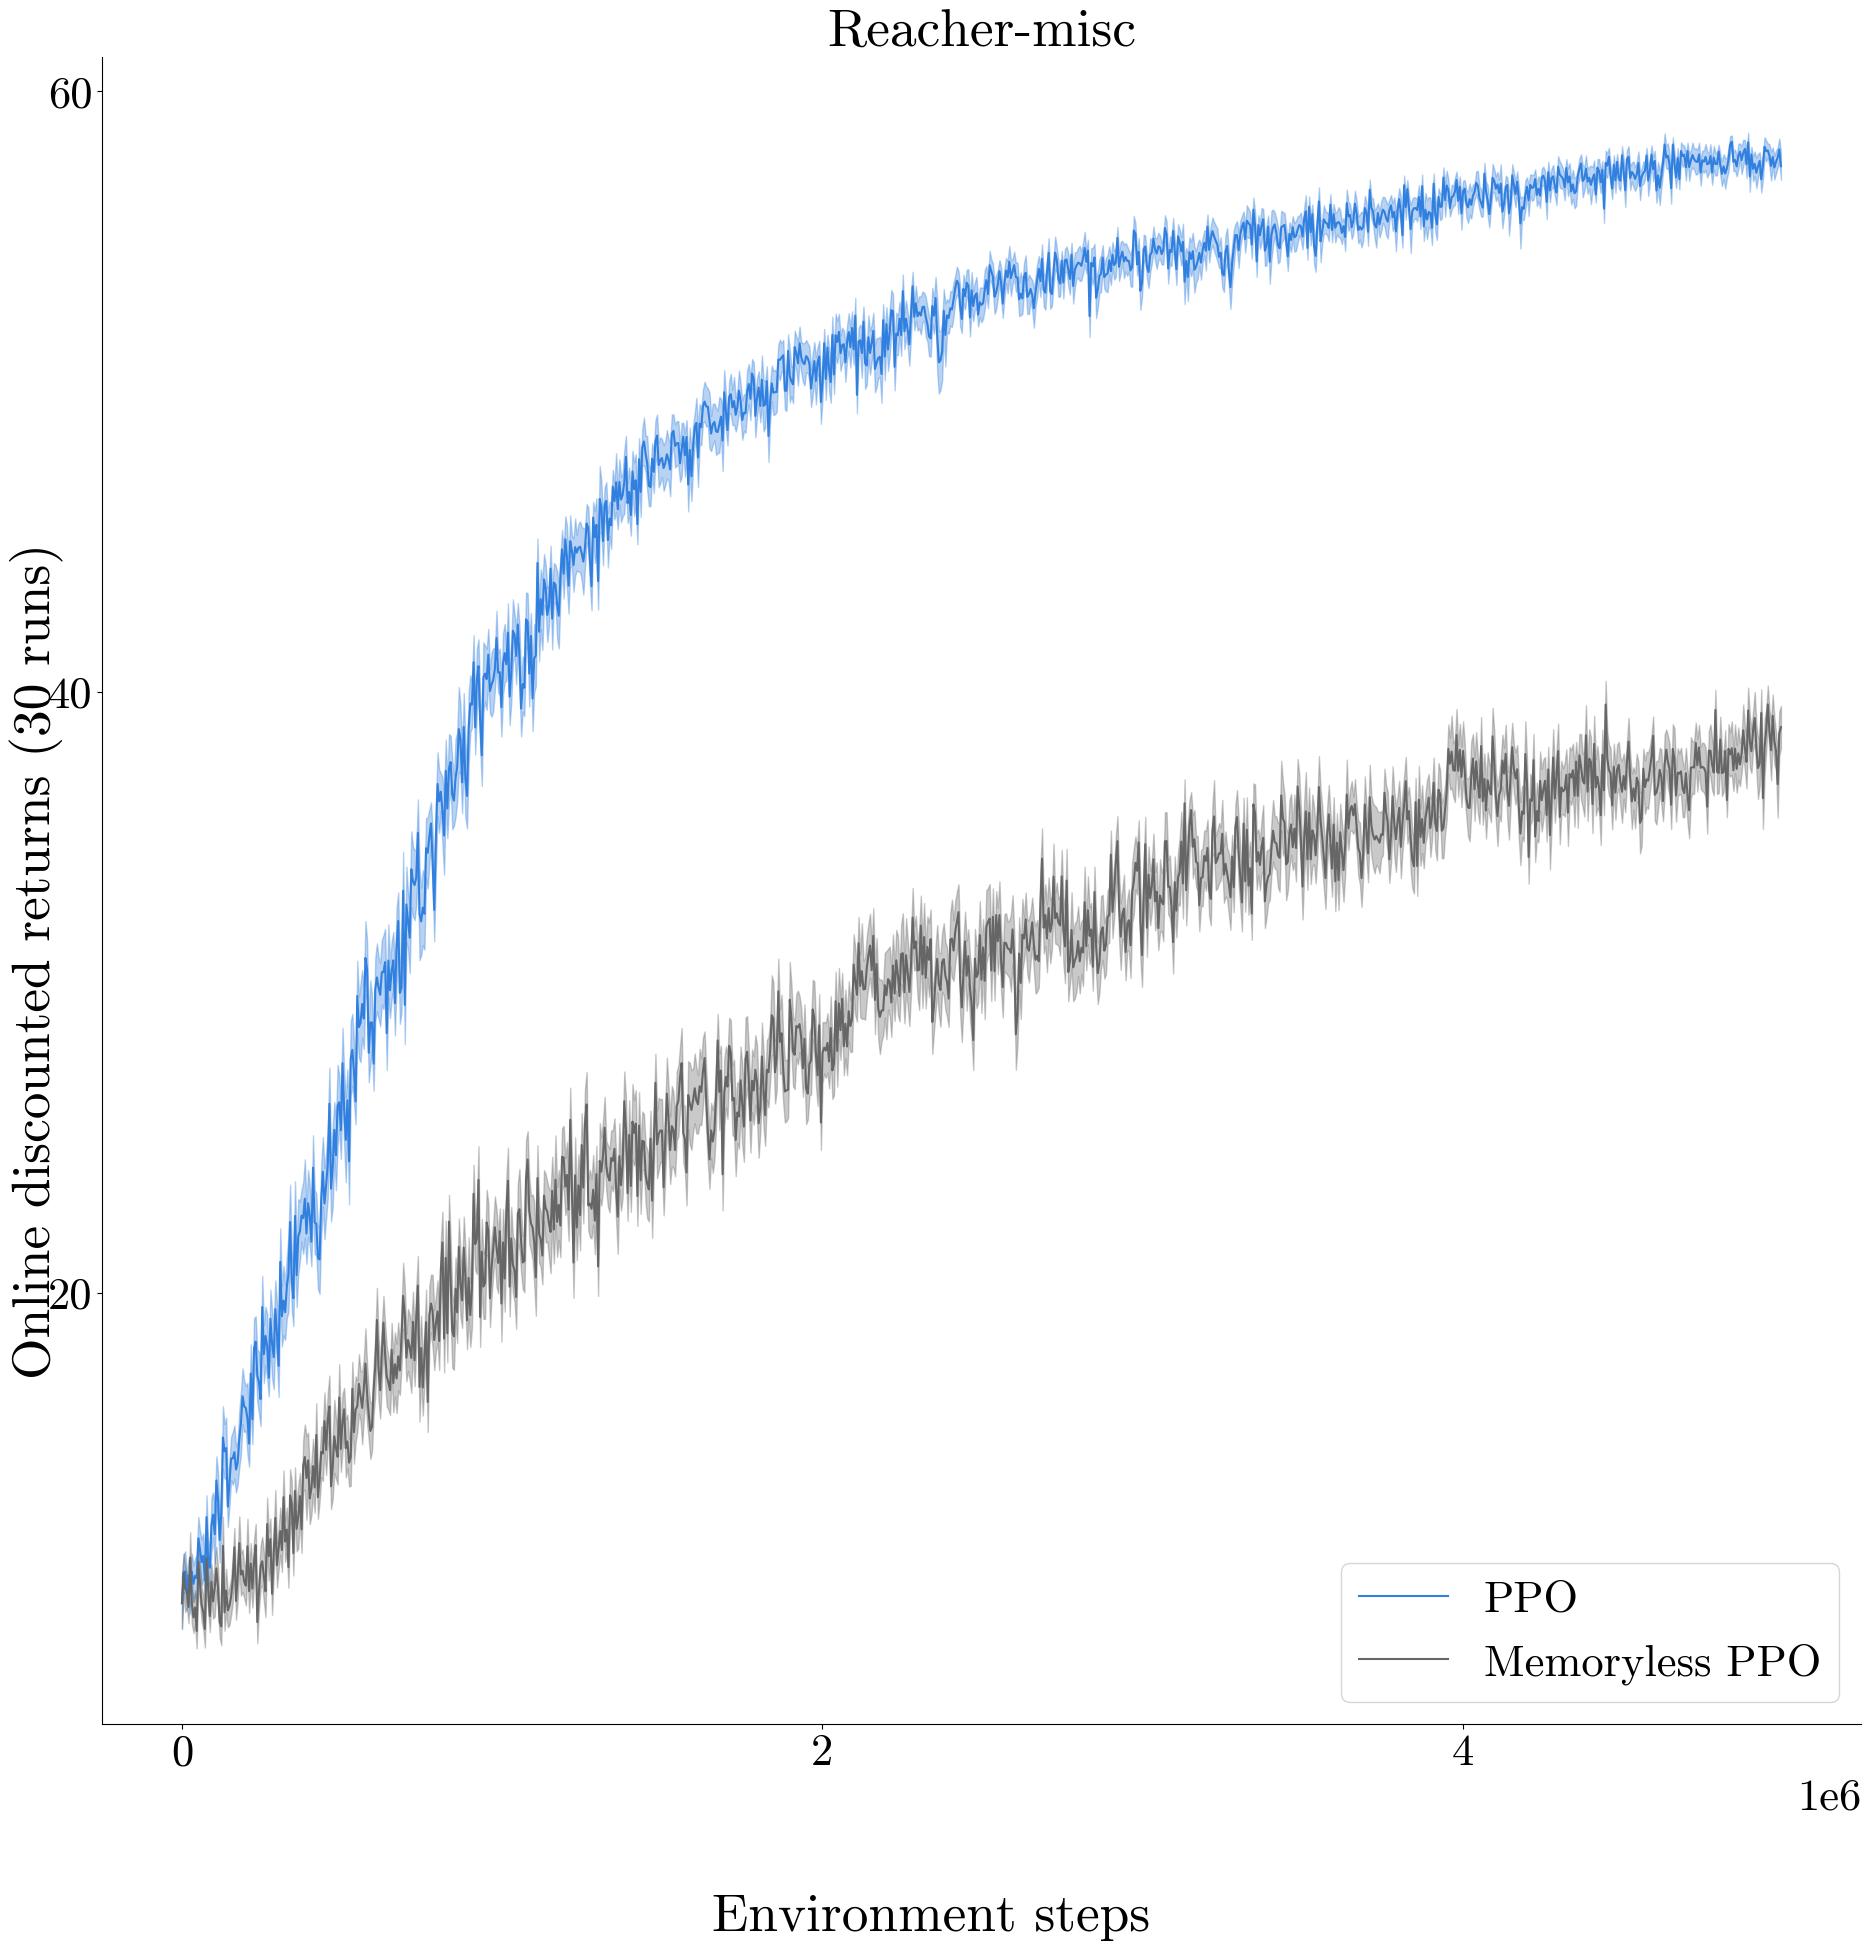 Reacher-misc
60
40
20
Online discounted returns (30 runs)
PPO
Memoryless PPO
0
2
4
1e6
Environment steps